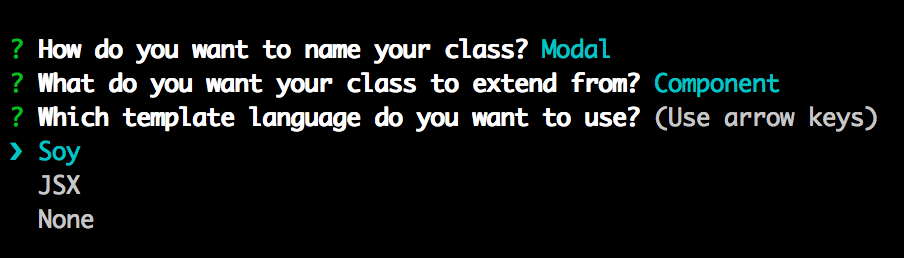 ? How do you want to name your class? Modal
? What do you want your class to extend from? Component
? Which template language do you want to use? (Use arrow keys)
❯ Soy
JSX
None